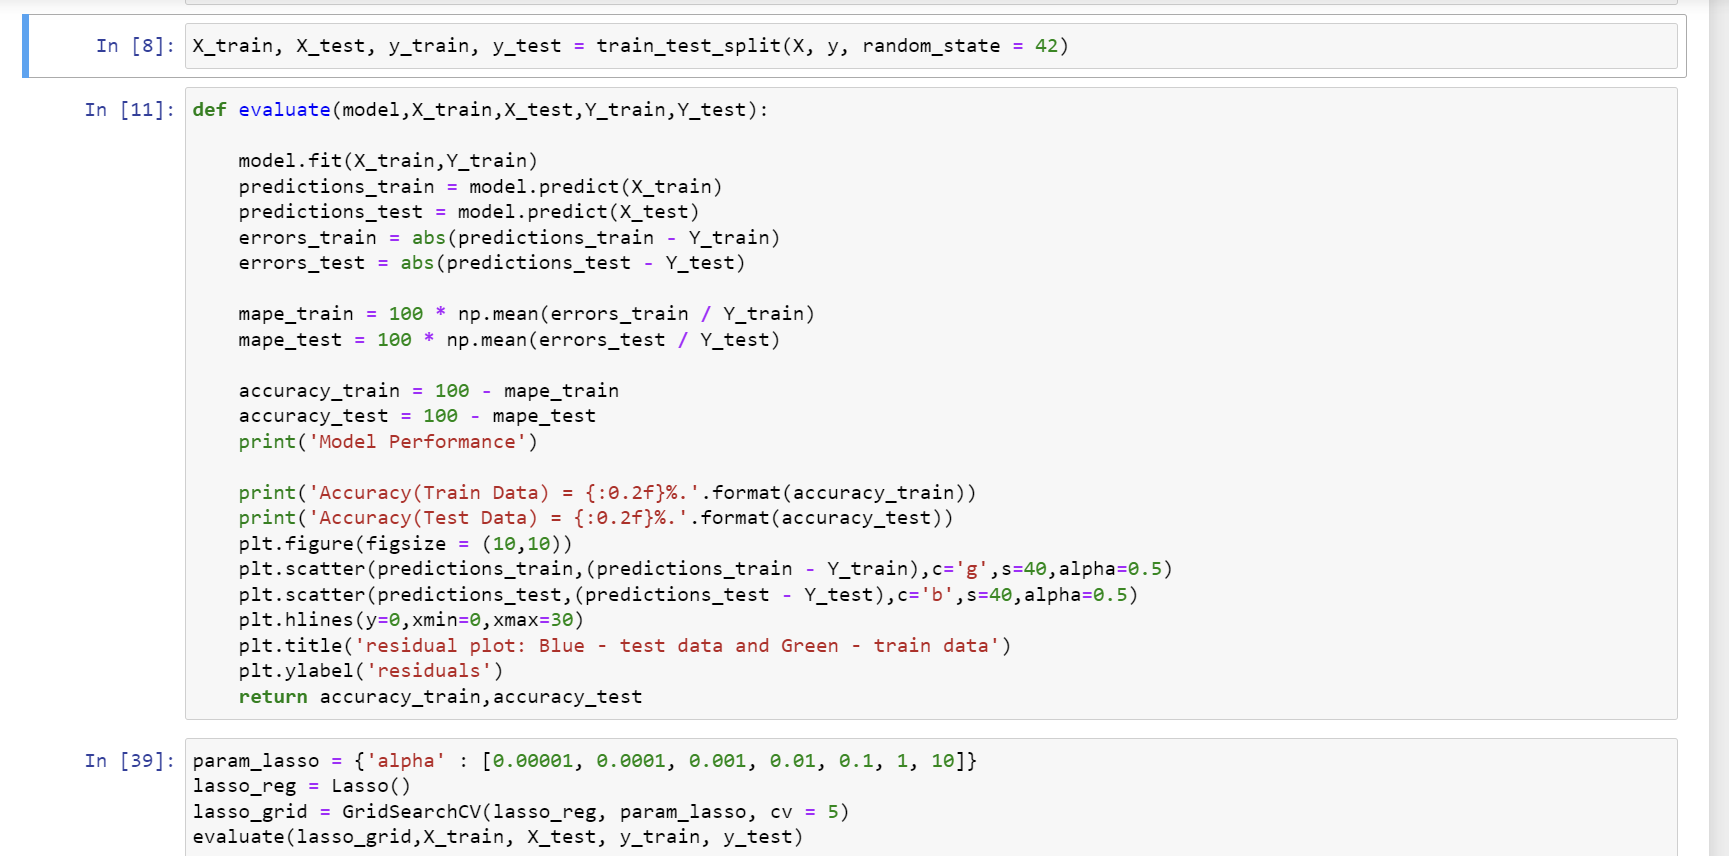 In [8]: X_train, X_test, y_train, y_test = train_test_split(X, y, random_state = 42)
In [11]: def evaluate(model,X_train,X_test,Y_train,Y_test):
model.fit(X_train,Y_train)
predictions_train = model.predict(X_train)
predictions_test = model.predict(X_test)
errors_train = abs(predictions_train - Y_train)
errors_test = abs(predictions_test - Y_test)
mape_train = 100 * np.mean(errors_train / Y_train)
mape_test = 100 * np.mean(errors_test / Y_test)
accuracy_train = 100 - mape_train
accuracy_test = 100 - mape_test
print('Model Performance')
print('Accuracy(Train Data) = {:0.2f}%.'.format(accuracy_train))
print('Accuracy(Test Data) = {:0.2f}%.'.format(accuracy_test))
plt.figure(figsize = (10,10))
plt.scatter(predictions_train,(predictions_train - Y_train),c='g',s=40,alpha=0.5)
plt.scatter(predictions_test,(predictions_test - Y_test),c='b',s=40,alpha=0.5)
plt.hlines(y=0,xmin=0,xmax=30)
plt.title('residual plot: Blue - test data and Green - train data')
plt.ylabel('residuals')
return accuracy_train,accuracy_test
In [39]: param_lasso = {'alpha' : [0.00001, 0.0001, 0.001, 0.01, 0.1, 1, 10]}
lasso_reg = Lasso()
lasso_grid = GridSearchCV(lasso_reg, param_lasso, cv = 5)
evaluate(lasso_grid,X_train, X_test, y_train, y_test)